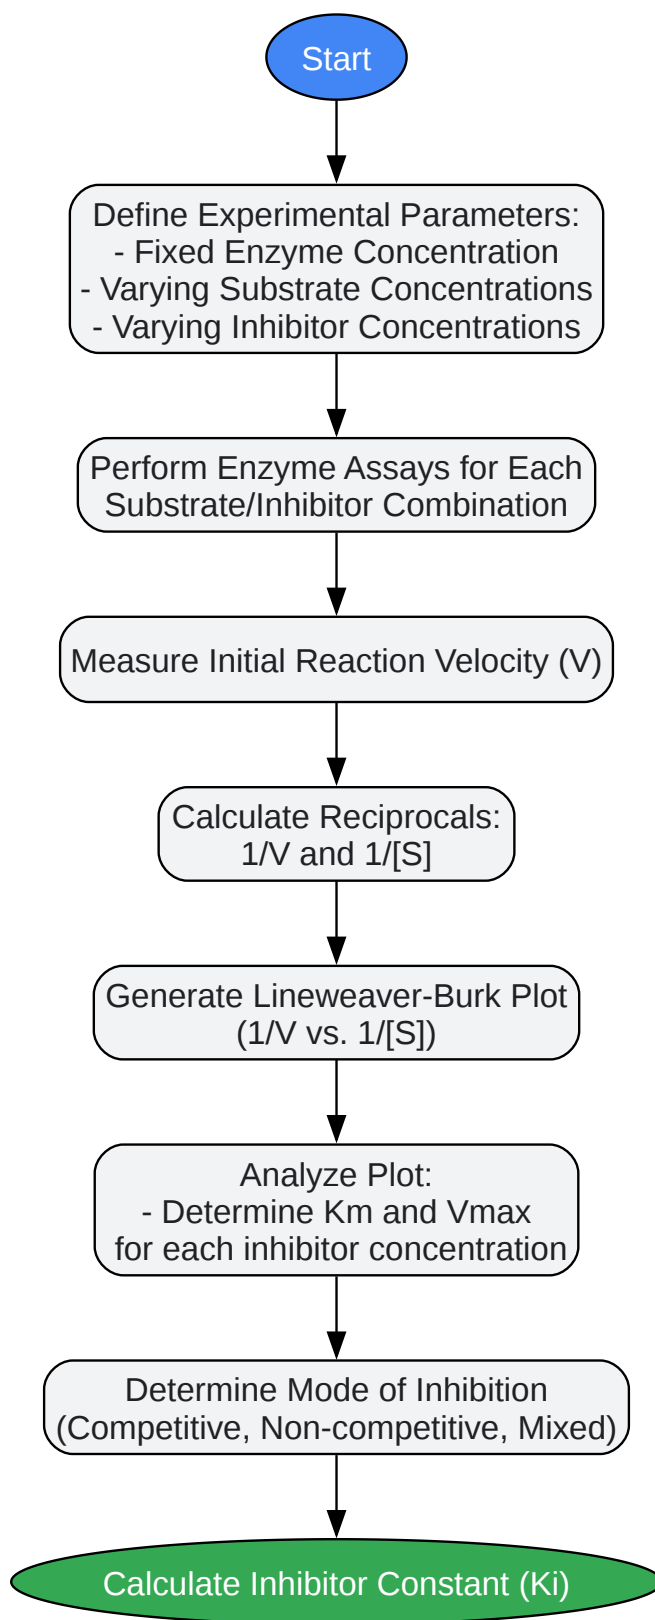 Start
Define Experimental Parameters:
- Fixed Enzyme Concentration
- Varying Substrate Concentrations
- Varying Inhibitor Concentrations
Perform Enzyme Assays for Each
Substrate/Inhibitor Combination
Measure Initial Reaction Velocity (V)
Calculate Reciprocals:
1/V and 1/[S]
Generate Lineweaver-Burk Plot
(1/V vs. 1/[S])
Analyze Plot:
- Determine Km and Vmax
for each inhibitor concentration
Determine Mode of Inhibition
(Competitive, Non-competitive, Mixed)
Calculate Inhibitor Constant (Ki)